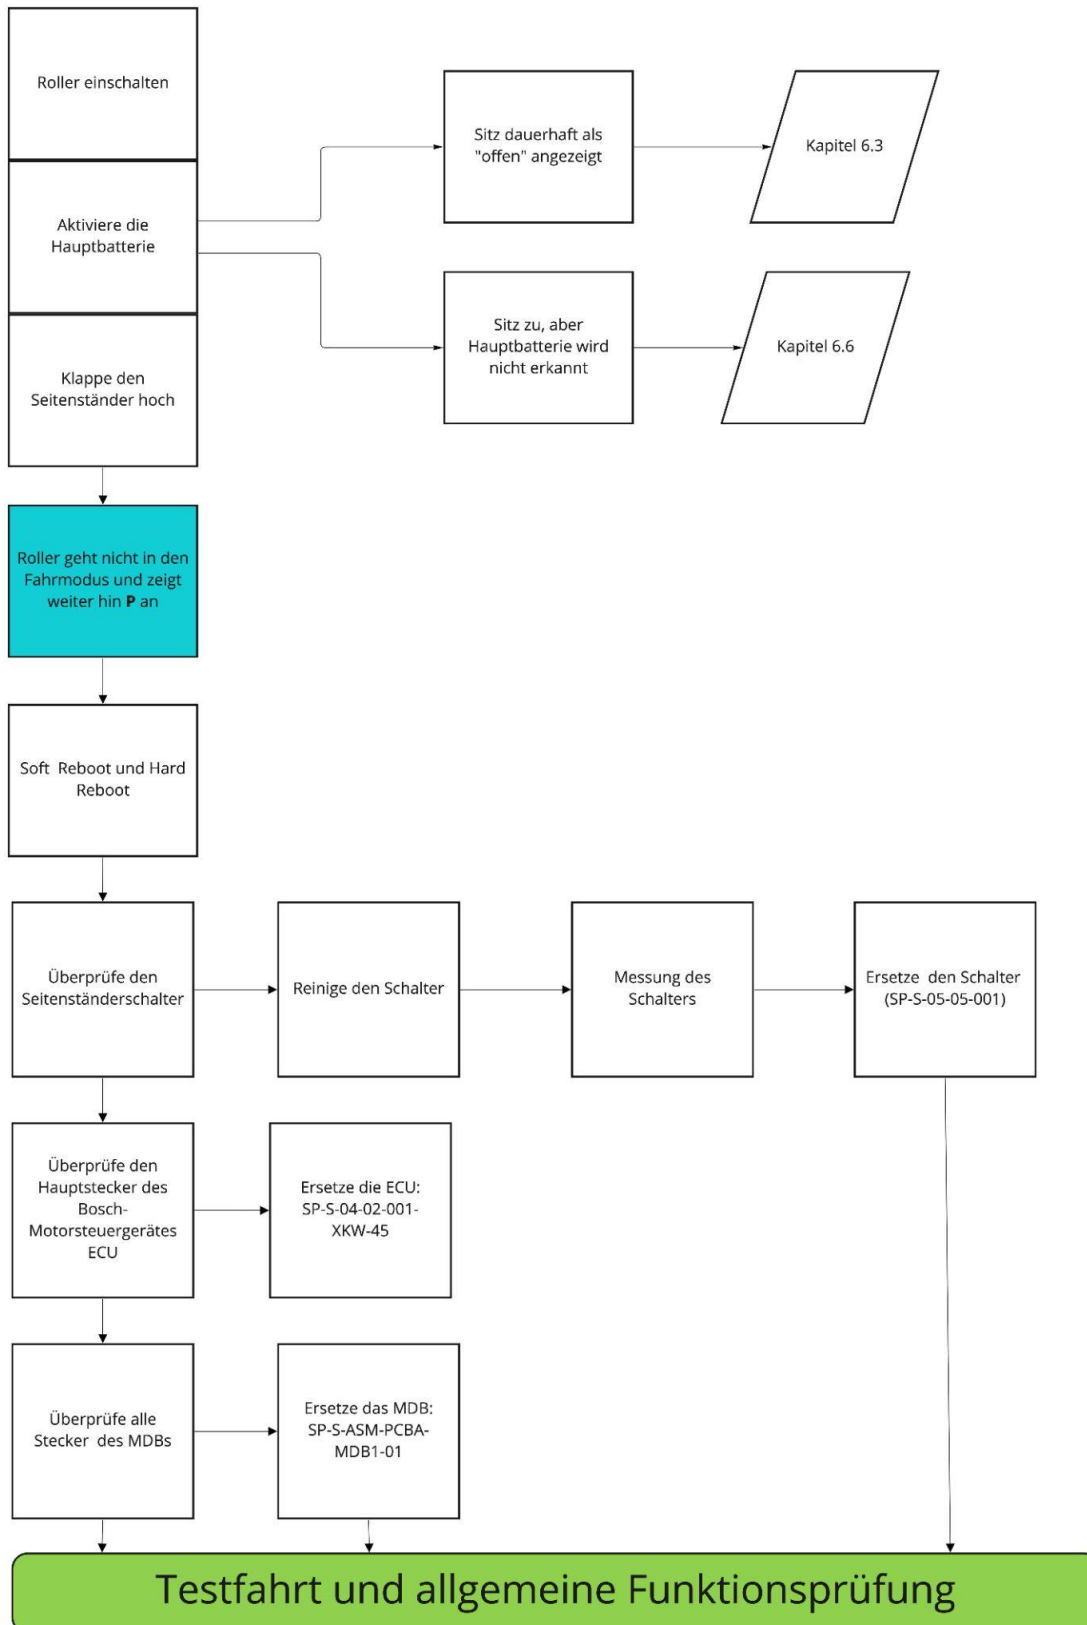 Roller einschalten
Aktiviere die
Hauptbatterie
Klappe den
Seitenständer hoch
Sitz dauerhaft als
"offen" angezeigt
Kapitel 6.3
Sitz zu, aber
Hauptbatterie wird
nicht erkannt
Kapitel 6.6
Roller geht nicht in den
Fahrmodus und zeigt
weiter hin P an
Soft Reboot und Hard
Reboot
Überprüfe den
Seitenständerschalter
Reinige den Schalter
Messung des
Schalters
Ersetze den Schalter
(SP-S-05-05-001)
Überprüfe den
Hauptstecker des
Bosch-
Motorsteuergerätes
ECU
Ersetze die ECU:
SP-S-04-02-001-
XKW-45
Überprüfe alle
Stecker des MDBs
Ersetze das MDB:
SP-S-ASM-PCBA-
MDB1-01
Testfahrt und allgemeine Funktionsprüfung